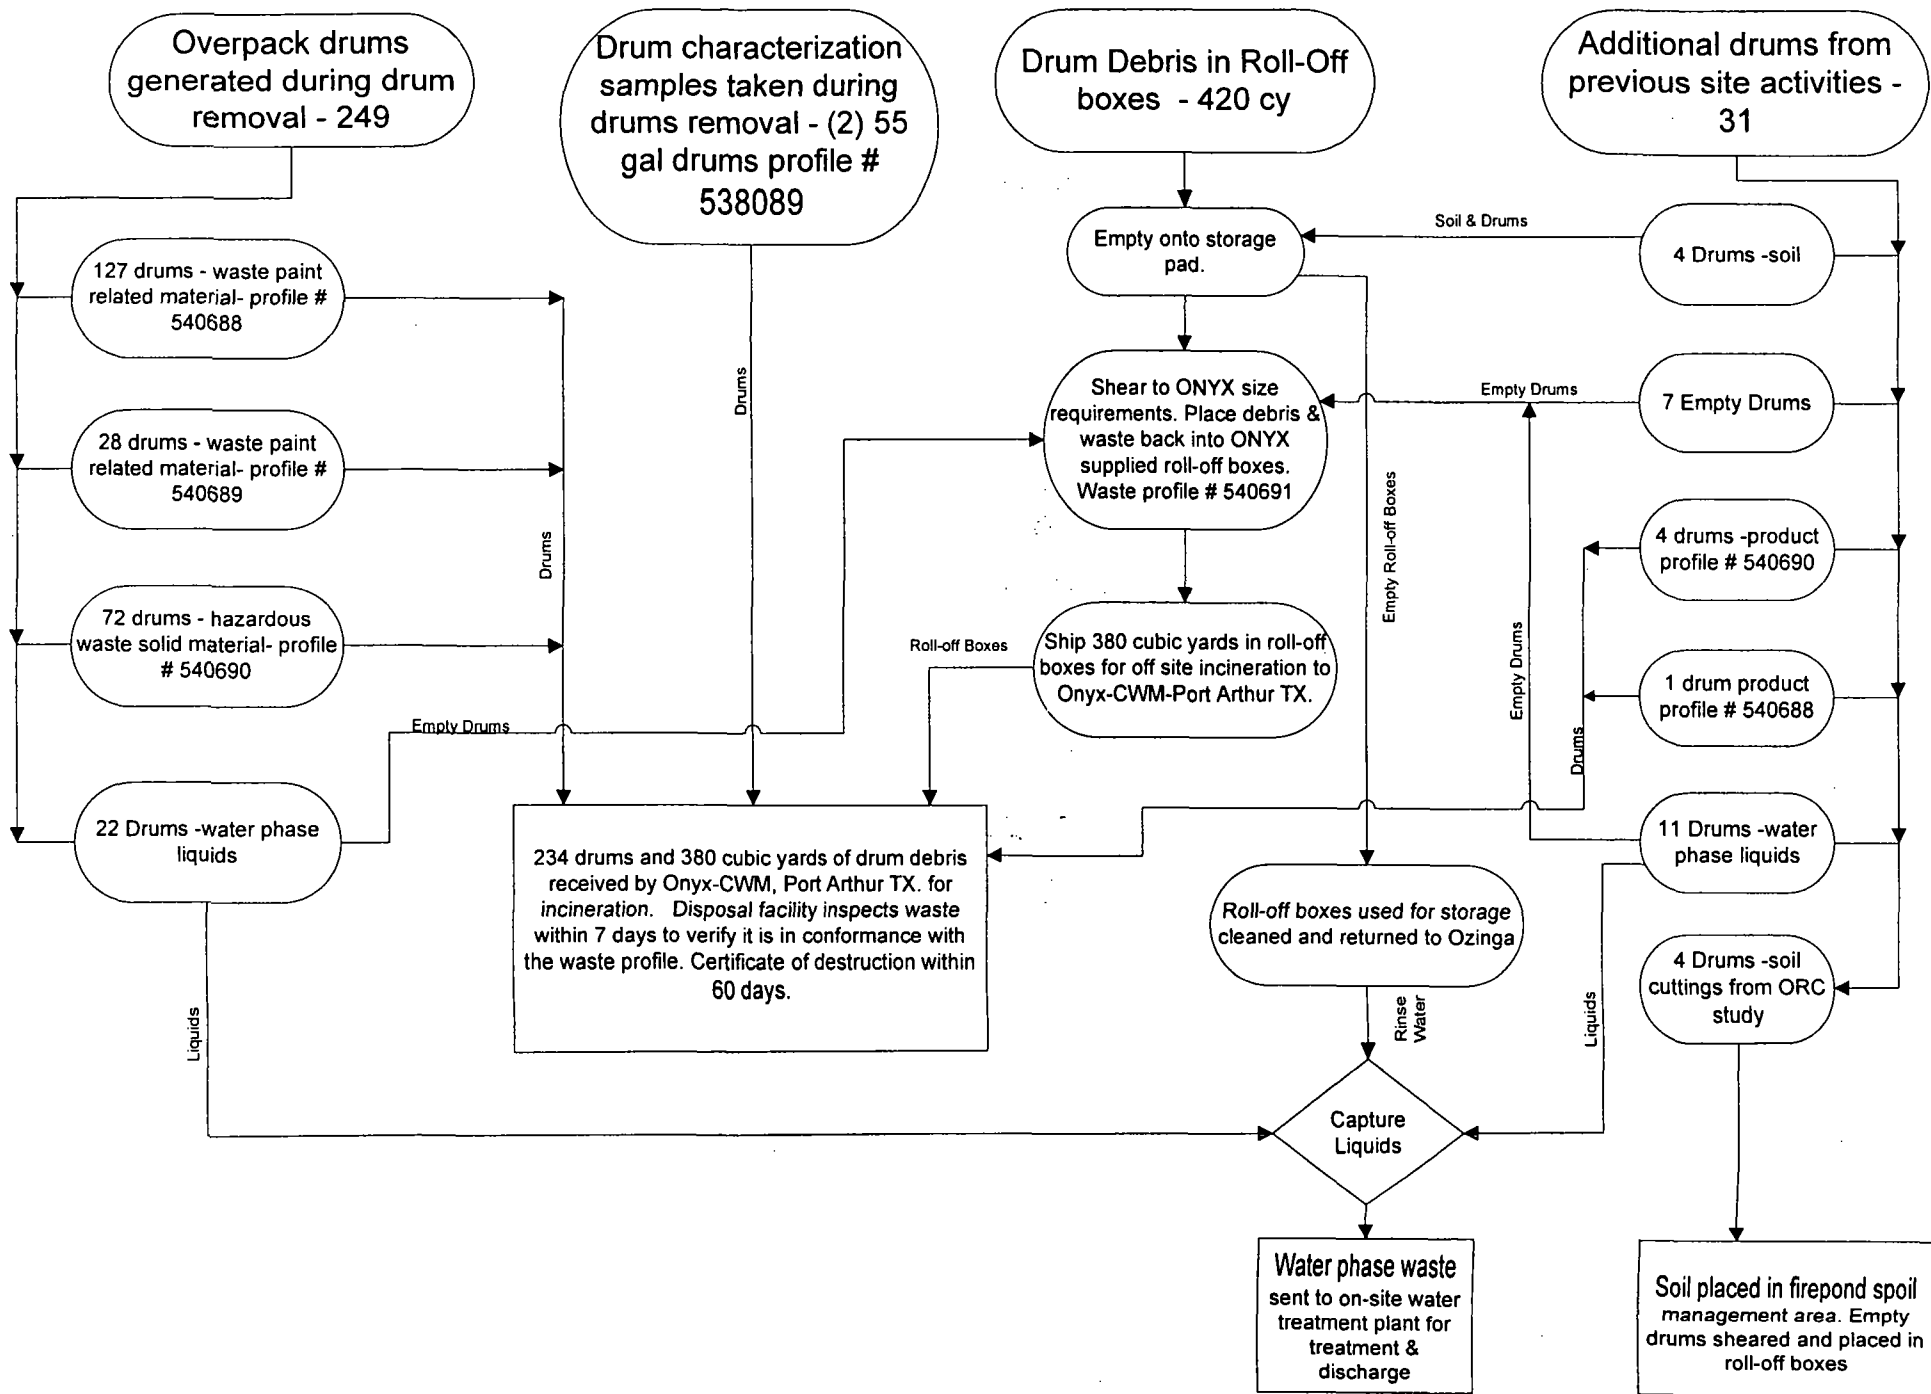 Overpack drums
generated during drum
removal - 249
Drum characterization
samples taken during
drums removal - (2) 55
gal drums profile #
538089
Drum Debris in Roll-Off
boxes - 420 cy
Additional drums from
previous site activities -
31
127 drums - waste paint
related material- profile #
540688
28 drums - waste paint
related material- profile #
540689
72 drums - hazardous
waste solid material- profile
# 540690
22 Drums -water phase
liquids
Drums
Drums
Empty Drums
Liquids
Empty onto storage
pad.
Soil & Drums
Shear to ONYX size
requirements. Place debris &
waste back into ONYX
supplied roll-off boxes.
Waste profile # 540691
Empty Drums
Empty Roll-off Boxes
Ship 380 cubic yards in roll-off
boxes for off site incineration to
Onyx-CWM-Port Arthur TX.
Roll-off Boxes
234 drums and 380 cubic yards of drum debris
received by Onyx-CWM, Port Arthur TX. for
incineration. Disposal facility inspects waste
within 7 days to verify it is in conformance with
the waste profile. Certificate of destruction within
60 days.
4 Drums -soil
7 Empty Drums
4 drums -product
profile # 540690
1 drum product
profile # 540688
11 Drums -water
phase liquids
4 Drums -soil
cuttings from ORC
study
Empty Drums
Drums
Liquids
Roll-off boxes used for storage
cleaned and returned to Ozinga
Rinse
Water
Capture
Liquids
Water phase waste
sent to on-site water
treatment plant for
treatment &
discharge
Soil placed in firepond spoil
management area. Empty
drums sheared and placed in
roll-off boxes